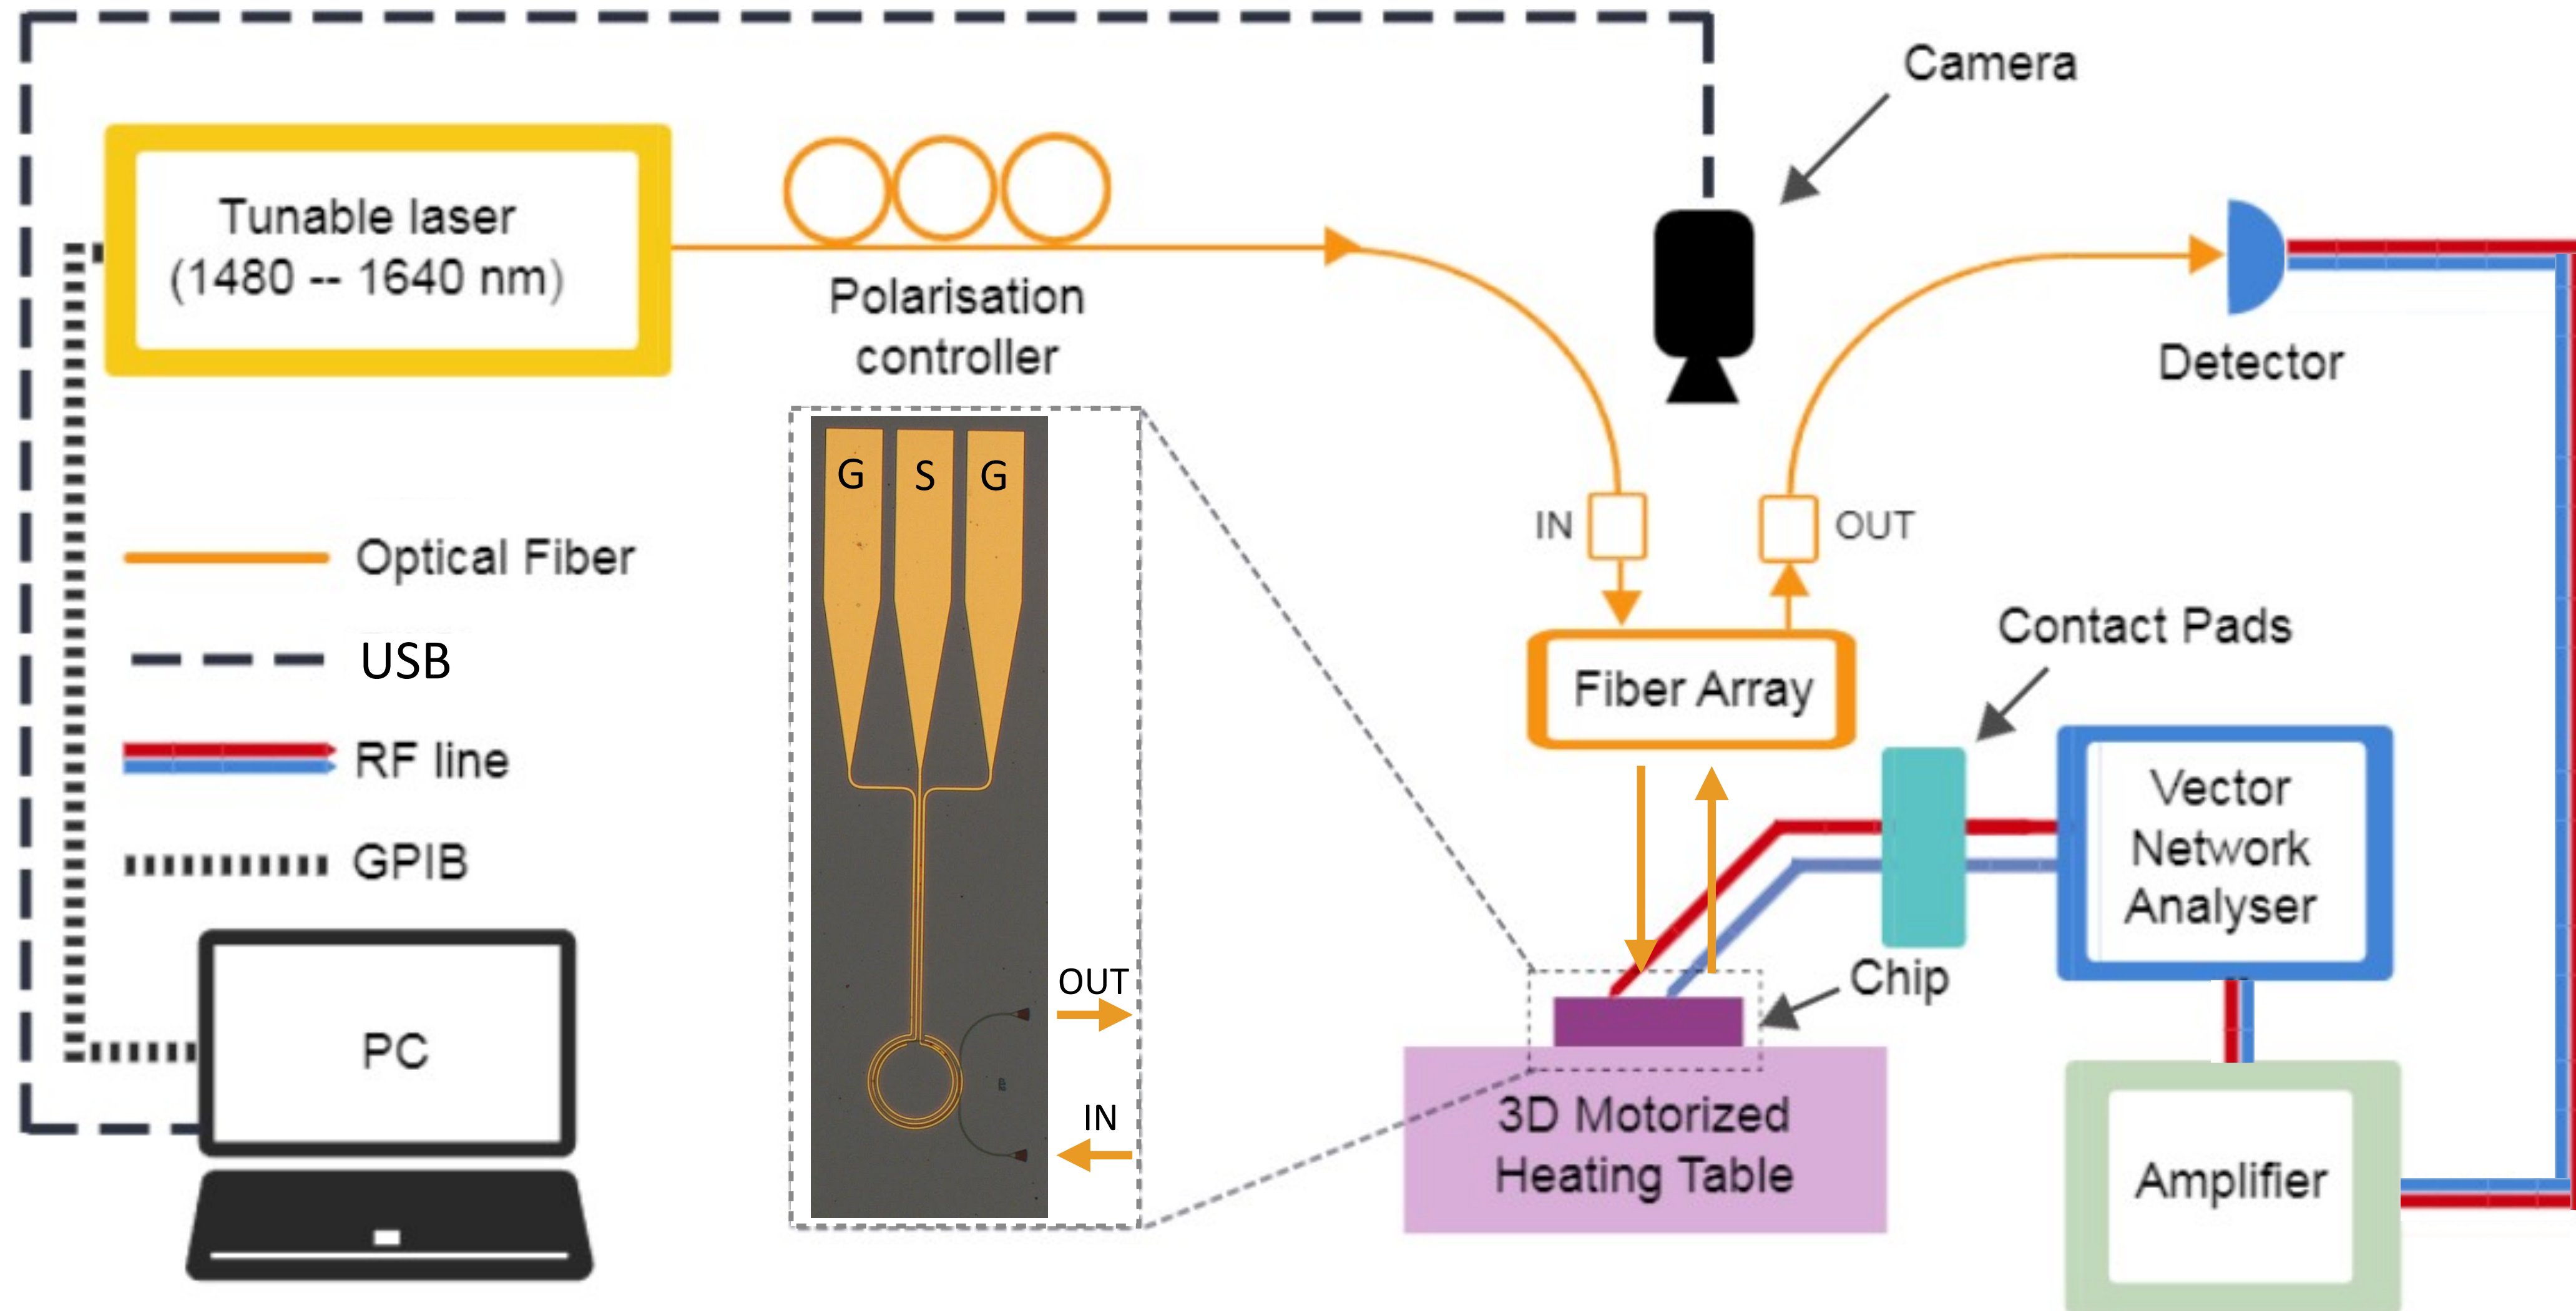 Camera
Tunable laser
(1480 -- 1640 nm)
Polarisation
controller
Detector
G S G
IN
OUT
Optical Fiber
USB
RF line
GPIB
Fiber Array
Contact Pads
Vector
Network
Analyser
OUT
Chip
IN
PC
3D Motorized
Heating Table
Amplifier